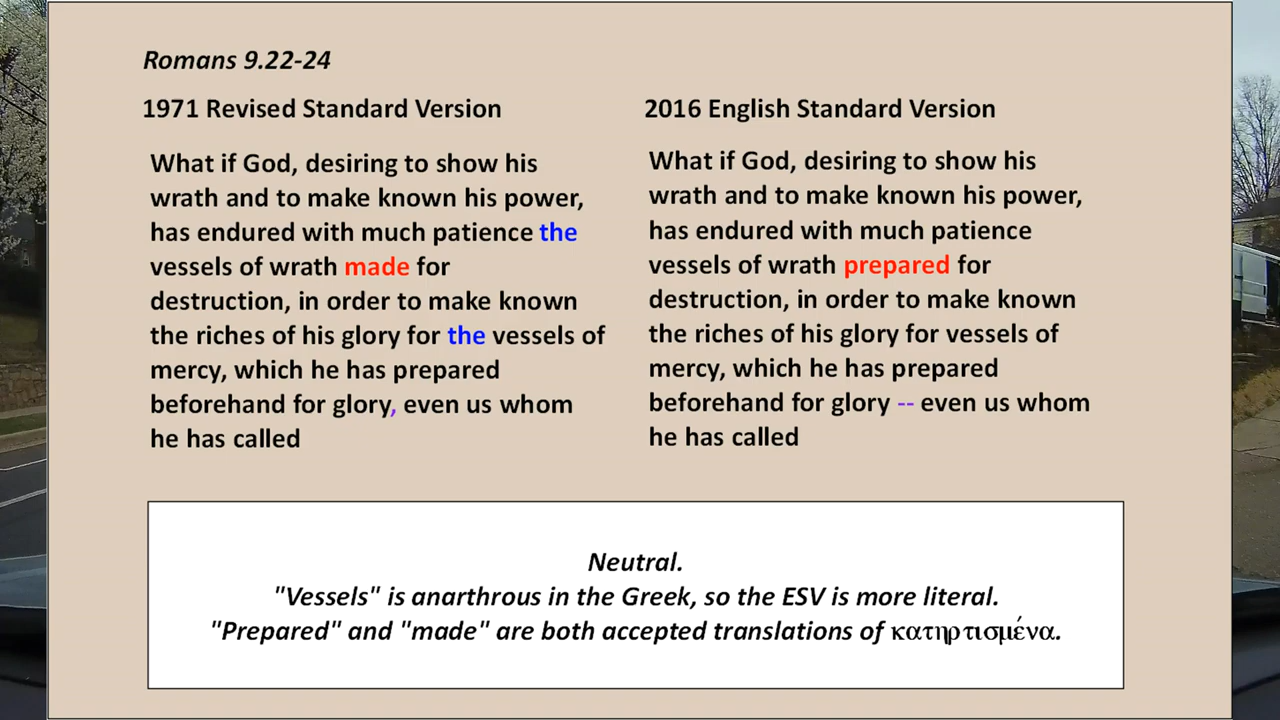 Romans 9.22-24
1971 Revised Standard Version
What if God, desiring to show his
wrath and to make known his power,
has endured with much patience the
vessels of wrath made for
destruction, in order to make known
the riches of his glory for the vessels of
mercy, which he has prepared
beforehand for glory, even us whom
he has called
2016 English Standard Version
What if God, desiring to show his
wrath and to make known his power,
has endured with much patience
vessels of wrath prepared for
destruction, in order to make known
the riches of his glory for vessels of
mercy, which he has prepared
beforehand for glory -- even us whom
he has called
Neutral.
"Vessels" is anarthrous in the Greek, so the ESV is more literal.
"Prepared" and "made" are both accepted translations of κατηρτισμένα.